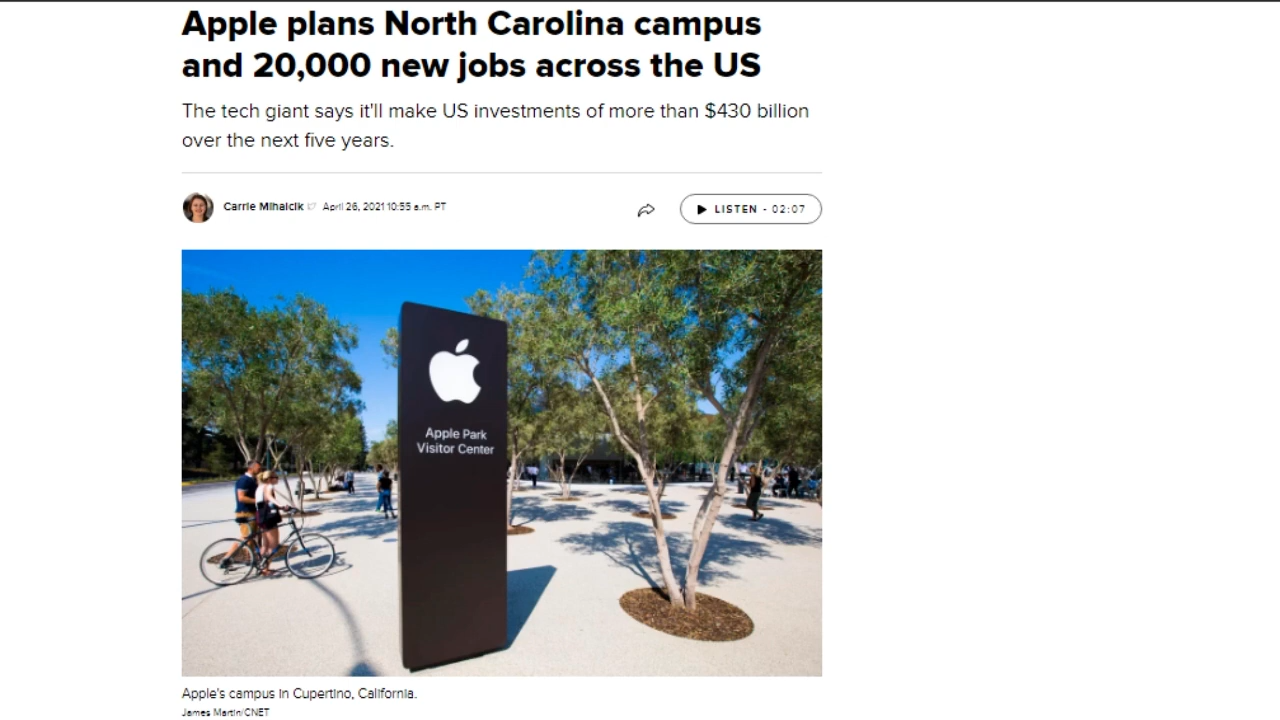 Apple plans North Carolina campus
and 20,000 new jobs across the US
The tech giant says it'll make US investments of more than $430 billion
over the next five years.
Carrie Mihalcik April 26, 2021 10:55 a.m. PT
LISTEN - 02:07
Apple Park
Visitor Center
Apple's campus in Cupertino, California.
James Martin/CNET